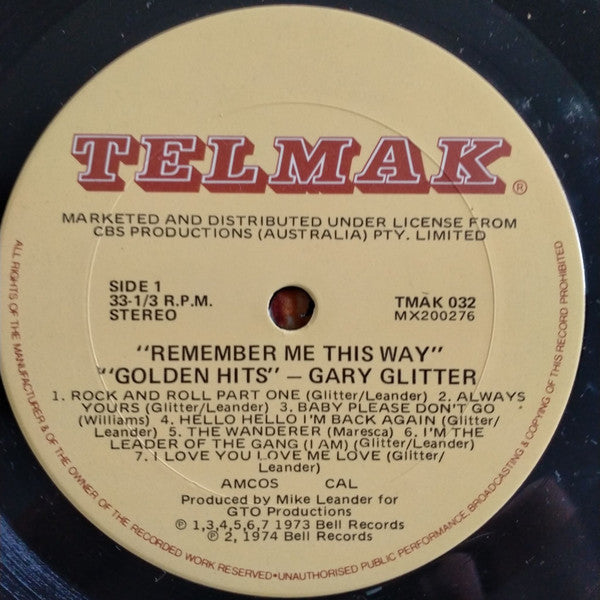 TELMAK ®
MARKETED AND DISTRIBUTED UNDER LICENSE FROM
CBS PRODUCTIONS (AUSTRALIA) PTY. LIMITED
SIDE 1
33-1/3 R.P.M.
STEREO
TMAK 032
MX200276
"REMEMBER ME THIS WAY"
"GOLDEN HITS" – GARY GLITTER
1. ROCK AND ROLL PART ONE (Glitter/Leander) 2. ALWAYS
YOURS (Glitter/Leander) 3. BABY PLEASE DON'T GO
(Williams) 4. HELLO HELLO I'M BACK AGAIN (Glitter/
Leander) 5. THE WANDERER (Maresca) 6. I'M THE
LEADER OF THE GANG (I AM) (Glitter/Leander)
7. I LOVE YOU LOVE ME LOVE (Glitter/
Leander)
AMCOS CAL
Produced by Mike Leander for
GTO Productions
℗ 1,3,4,5,6,7 1973 Bell Records
℗ 2, 1974 Bell Records
ALL RIGHTS OF THE MANUFACTURER & OF THE OWNER OF THE RECORDED WORK RESERVED•UNAUTHORISED PUBLIC PERFORMANCE, BROADCASTING & COPYING OF THIS RECORD PROHIBITED